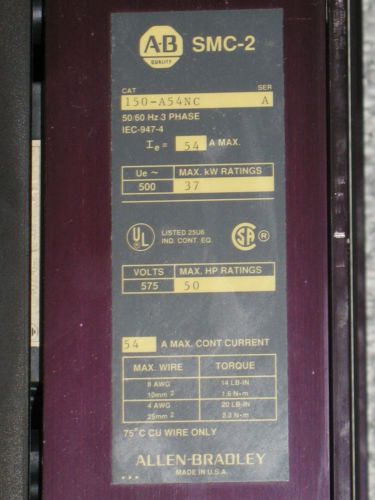 A-B
QUALITY
SMC-2
CAT SER
150-A54NC A
50/60 Hz 3 PHASE
IEC-947-4
Ie = 54 A MAX.
Ue ~ MAX. kW RATINGS
500 37
UL
LISTED 25U6
IND. CONT. EQ.
SA ®
VOLTS MAX. HP RATINGS
575 50
54 A MAX. CONT CURRENT
MAX. WIRE TORQUE
8 AWG 14 LB-IN
10mm 2 1.6 N-m
4 AWG 20 LB-IN
25mm 2 2.3 N-m
75°C CU WIRE ONLY
ALLEN-BRADLEY
MADE IN U.S.A.